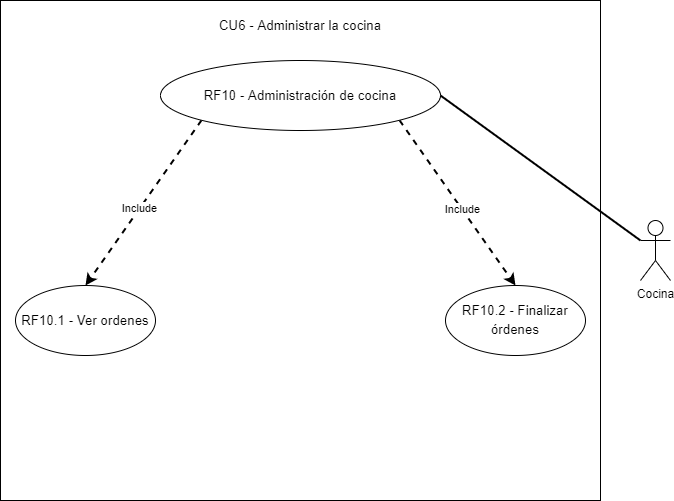 CU6 - Administrar la cocina
RF10 - Administración de cocina
Include
Include
Cocina
RF10.1 - Ver ordenes
RF10.2 - Finalizar
órdenes